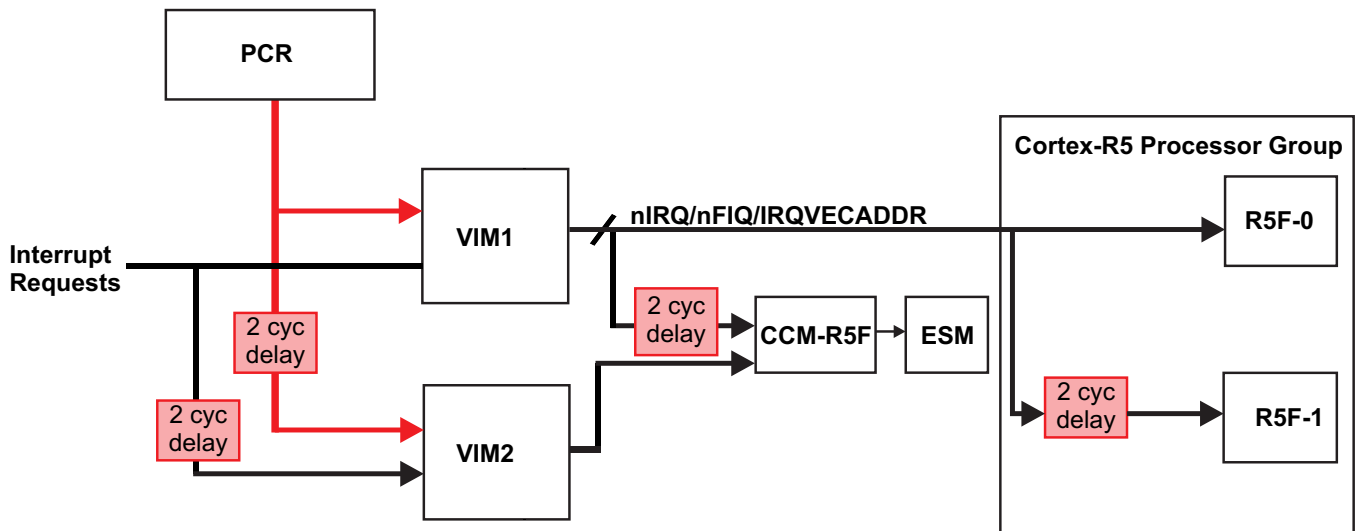 PCR
Cortex-R5 Processor Group
nIRQ/nFIQ/IRQVECADDR
R5F-0
VIM1
Interrupt
Requests
2 cyc
delay
2 cyc
delay
CCM-R5F
ESM
2 cyc
delay
R5F-1
2 cyc
delay
VIM2